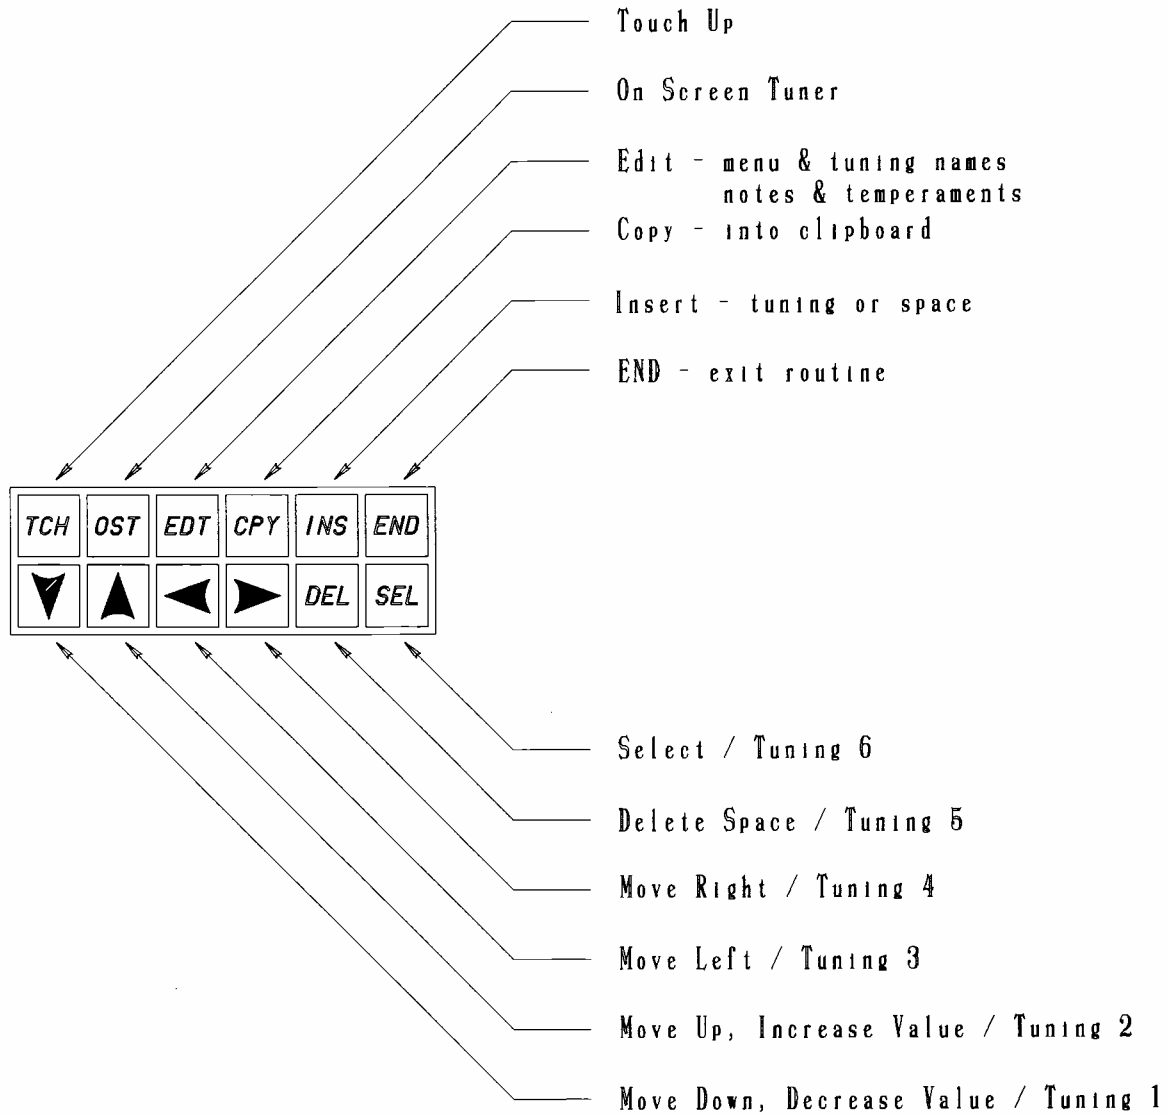 Touch Up
On Screen Tuner
Edit - menu & tuning names
notes & temperaments
Copy - into clipboard
Insert - tuning or space
END - exit routine
TCH OST EDT CPY INS END
DEL SEL
Select / Tuning 6
Delete Space / Tuning 5
Move Right / Tuning 4
Move Left / Tuning 3
Move Up, Increase Value / Tuning 2
Move Down, Decrease Value / Tuning 1